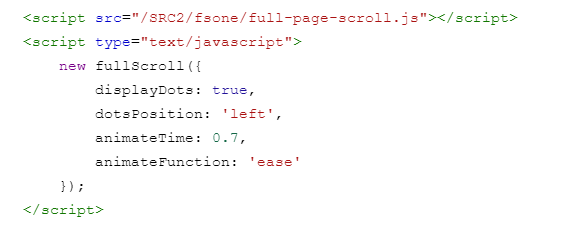 <script src="/SRC2/fsone/full-page-scroll.js"></script>
<script type="text/javascript">
    new fullScroll({
        displayDots: true,
        dotsPosition: 'left',
        animateTime: 0.7,
        animateFunction: 'ease'
    });
</script>